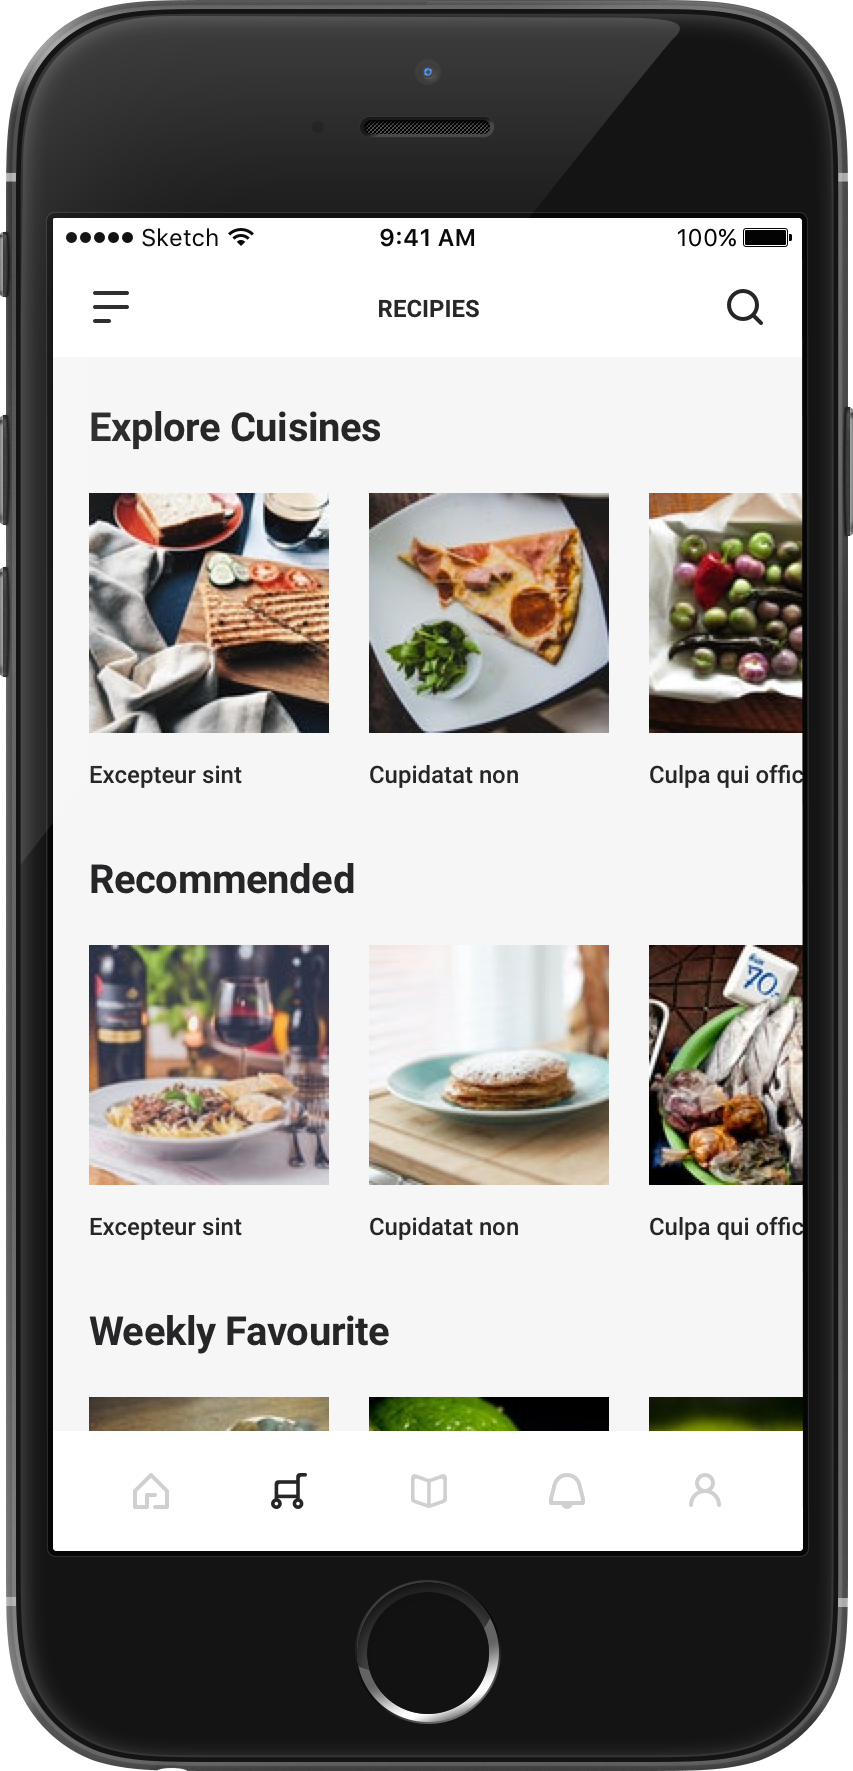 Sketch 9:41 AM 100%
RECIPIES
Explore Cuisines
Excepteur sint Cupidatat non Culpa qui offic
Recommended
70.-
Excepteur sint Cupidatat non Culpa qui offic
Weekly Favourite